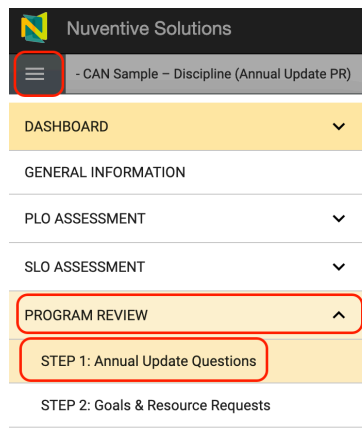 Nuventive Solutions
- CAN Sample – Discipline (Annual Update PR)
DASHBOARD
GENERAL INFORMATION
PLO ASSESSMENT
SLO ASSESSMENT
PROGRAM REVIEW
STEP 1: Annual Update Questions
STEP 2: Goals & Resource Requests